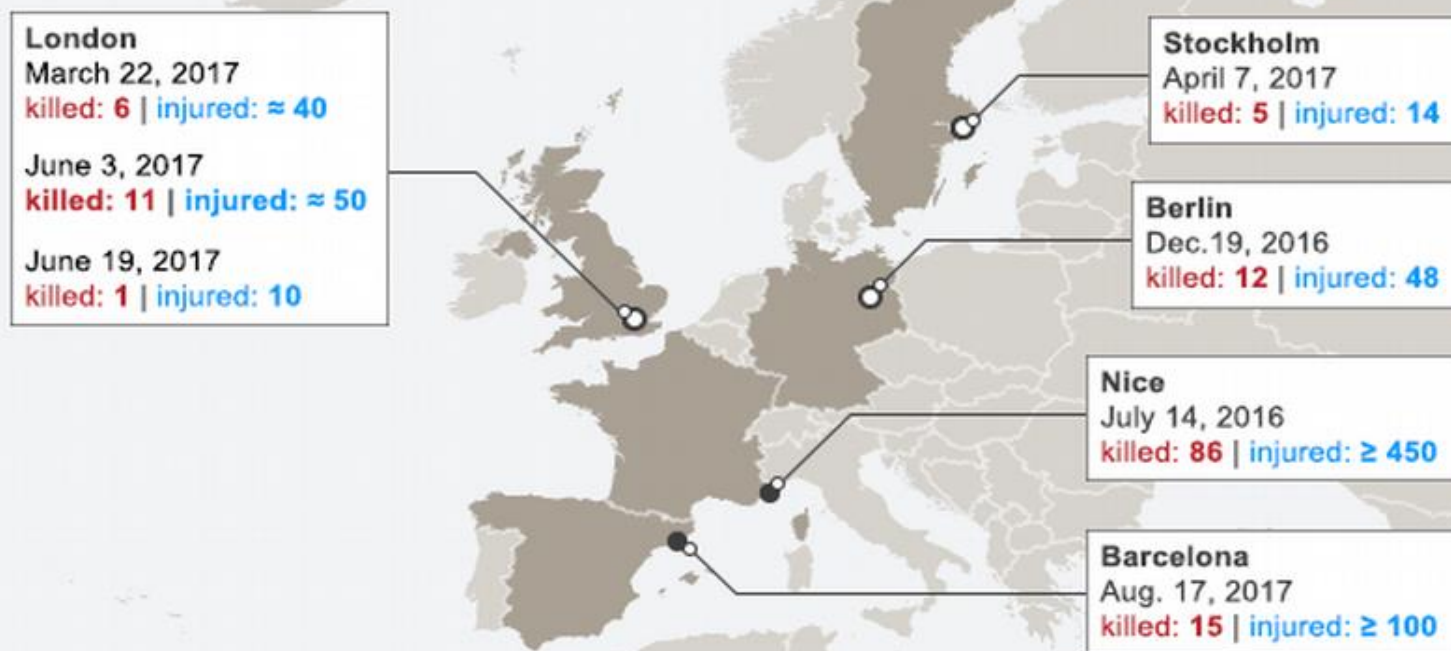 London
March 22, 2017
killed: 6 | injured: ≈ 40
June 3, 2017
killed: 11 | injured: ≈ 50
June 19, 2017
killed: 1 | injured: 10
Stockholm
April 7, 2017
killed: 5 | injured: 14
Berlin
Dec.19, 2016
killed: 12 | injured: 48
Nice
July 14, 2016
killed: 86 | injured: ≥ 450
Barcelona
Aug. 17, 2017
killed: 15 | injured: ≥ 100